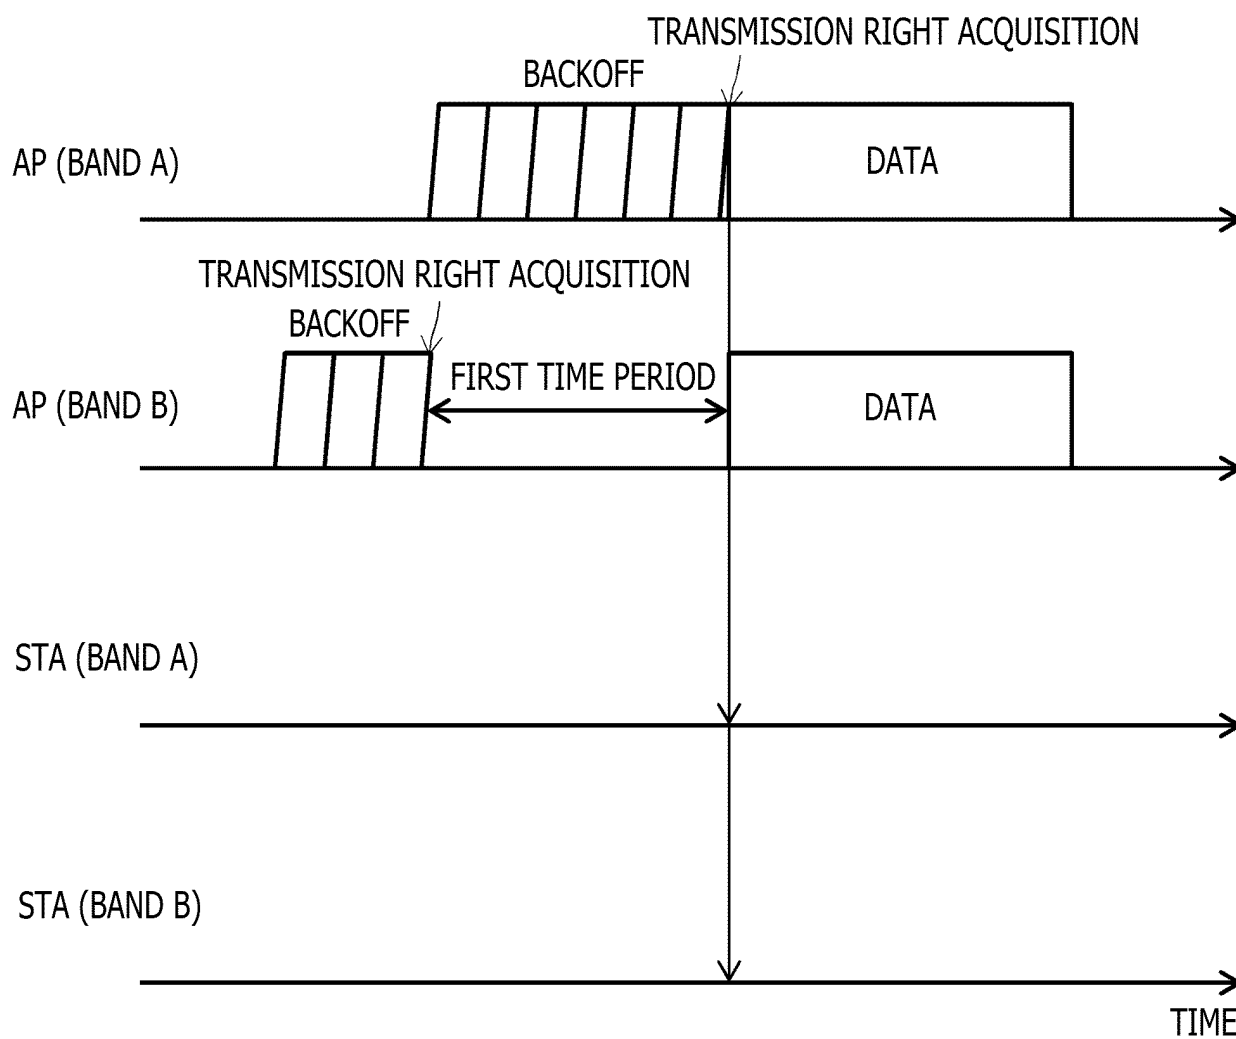 TRANSMISSION RIGHT ACQUISITION
BACKOFF
AP (BAND A)
DATA
TRANSMISSION RIGHT ACQUISITION
BACKOFF
FIRST TIME PERIOD
AP (BAND B)
DATA
STA (BAND A)
STA (BAND B)
TIME